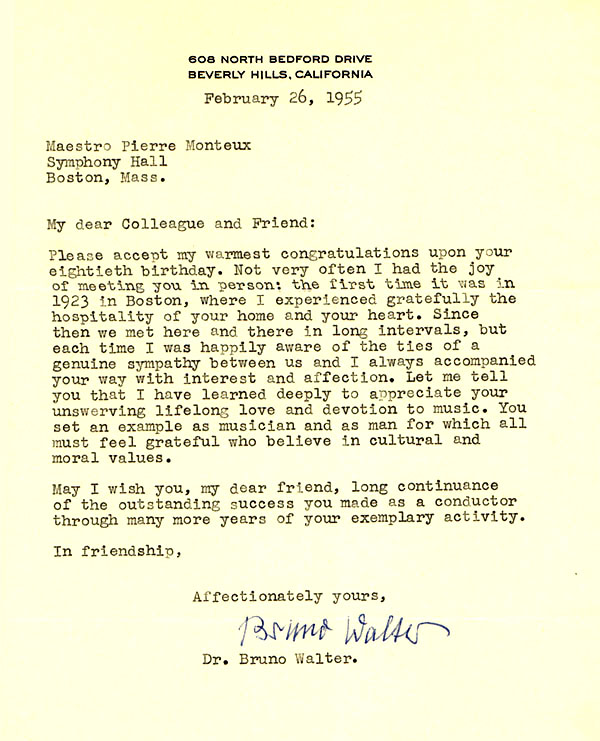 608 NORTH BEDFORD DRIVE
BEVERLY HILLS, CALIFORNIA
February 26, 1955
Maestro Pierre Monteux
Symphony Hall
Boston, Mass.
My dear Colleague and Friend:
Please accept my warmest congratulations upon your
eightieth birthday. Not very often I had the joy
of meeting you in person: the first time it was in
1923 in Boston, where I experienced gratefully the
hospitality of your home and your heart. Since
then we met here and there in long intervals, but
each time I was happily aware of the ties of a
genuine sympathy between us and I always accompanied
your way with interest and affection. Let me tell
you that I have learned deeply to appreciate your
unswerving lifelong love and devotion to music. You
set an example as musician and as man for which all
must feel grateful who believe in cultural and
moral values.
May I wish you, my dear friend, long continuance
of the outstanding success you made as a conductor
through many more years of your exemplary activity.
In friendship,
Affectionately yours,
Bruno Walter
Dr. Bruno Walter.